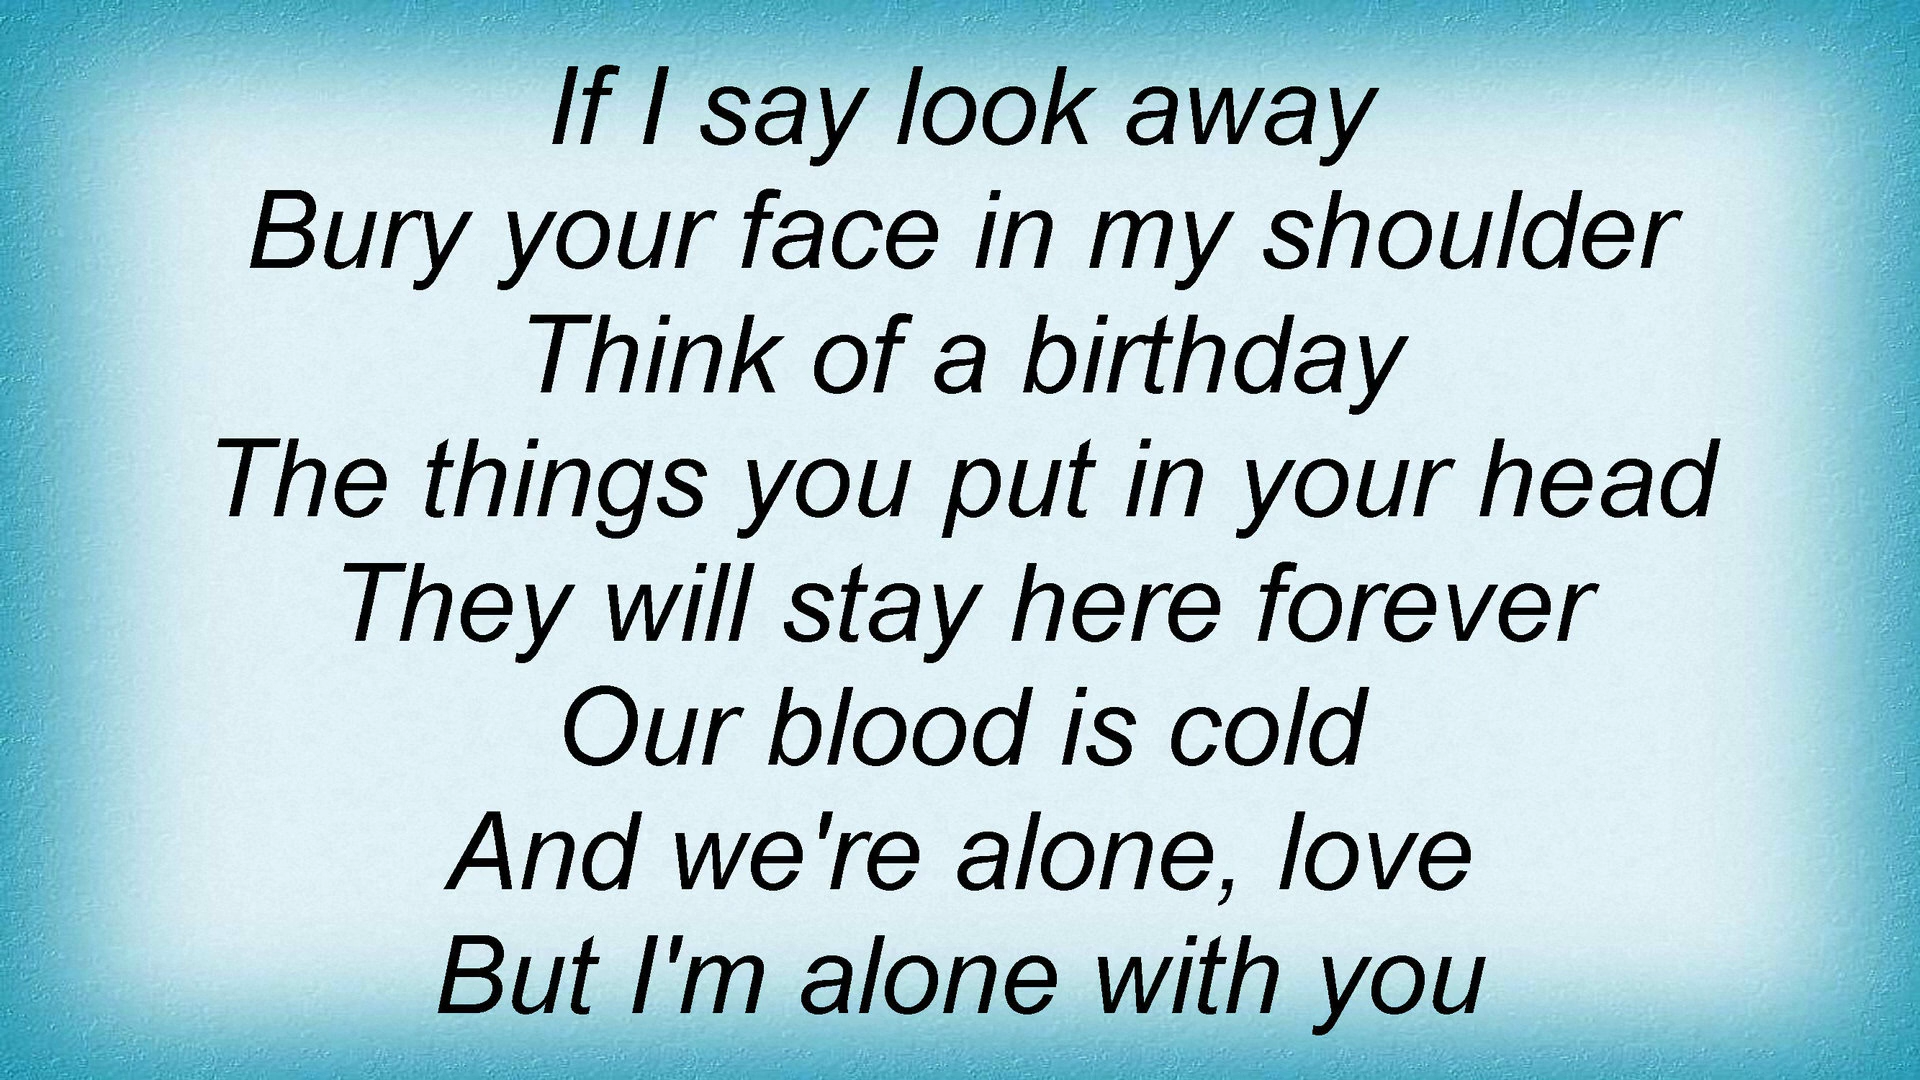 If I say look away
Bury your face in my shoulder
Think of a birthday
The things you put in your head
They will stay here forever
Our blood is cold
And we're alone, love
But I'm alone with you